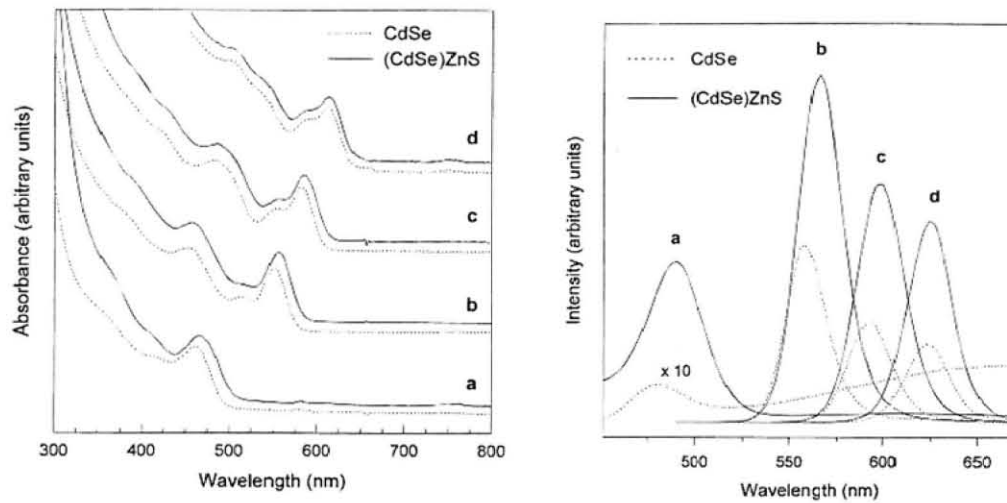 CdSe
(CdSe)ZnS
d
c
b
a
Absorbance (arbitrary units)
300 400 500 600 700 800
Wavelength (nm)
b
CdSe
(CdSe)ZnS
c
d
a
x 10
Intensity (arbitrary units)
500 550 600 650
Wavelength (nm)